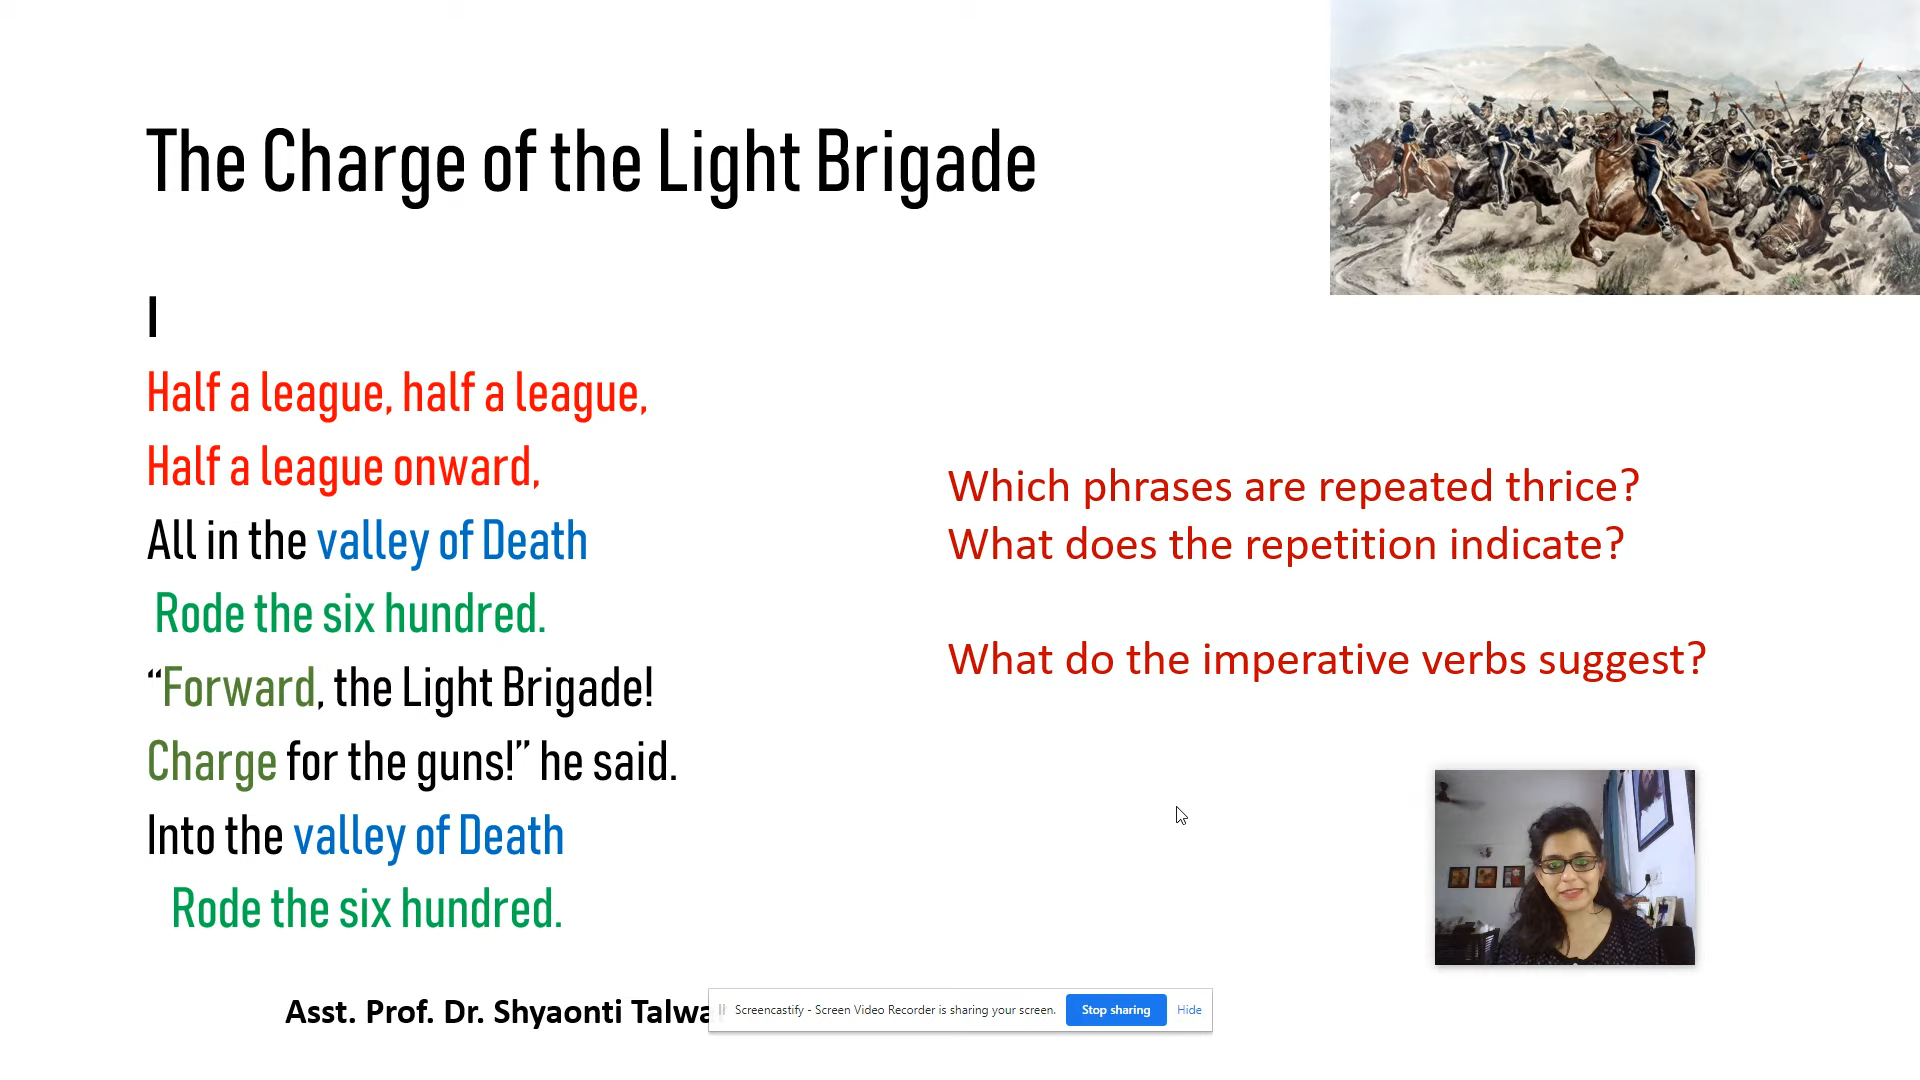 The Charge of the Light Brigade
I
Half a league, half a league,
Half a league onward,
All in the valley of Death
Rode the six hundred.
“Forward, the Light Brigade!
Charge for the guns!” he said.
Into the valley of Death
Rode the six hundred.
Which phrases are repeated thrice?
What does the repetition indicate?
What do the imperative verbs suggest?
Asst. Prof. Dr. Shyaonti
Screencastify - Screen Video Recorder is sharing your screen.
Stop sharing
Hide